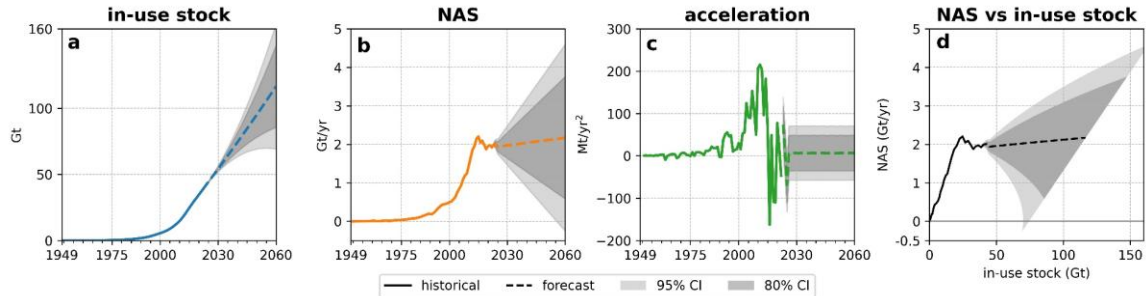 in-use stock
a
Gt
160
100
50
0
1949 1975 2000 2030 2060
NAS
b
Gt/yr
5
4
3
2
1
0
-0.5
1949 1975 2000 2030 2060
acceleration
c
Mt/yr²
300
200
100
0
−100
−200
1949 1975 2000 2030 2060
NAS vs in-use stock
d
NAS (Gt/yr)
5
4
3
2
1
0
-0.5
0 50 100 160
in-use stock (Gt)
historical forecast 95% CI 80% CI